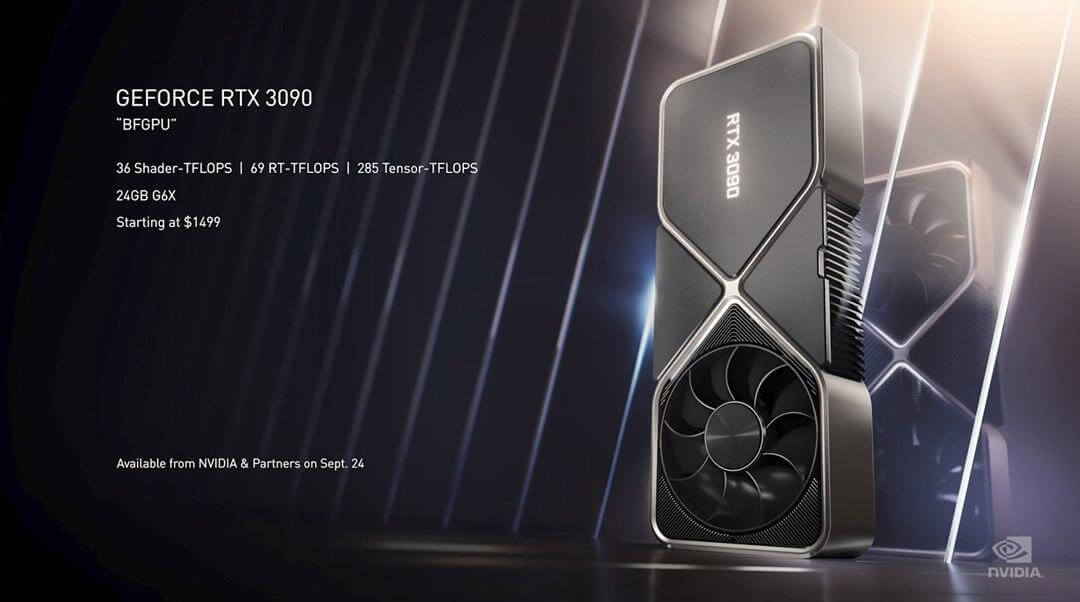 GEFORCE RTX 3090
"BFGPU"
36 Shader-TFLOPS | 69 RT-TFLOPS | 285 Tensor-TFLOPS
24GB G6X
Starting at $1499
Available from NVIDIA & Partners on Sept. 24
RTX 3090
NVIDIA